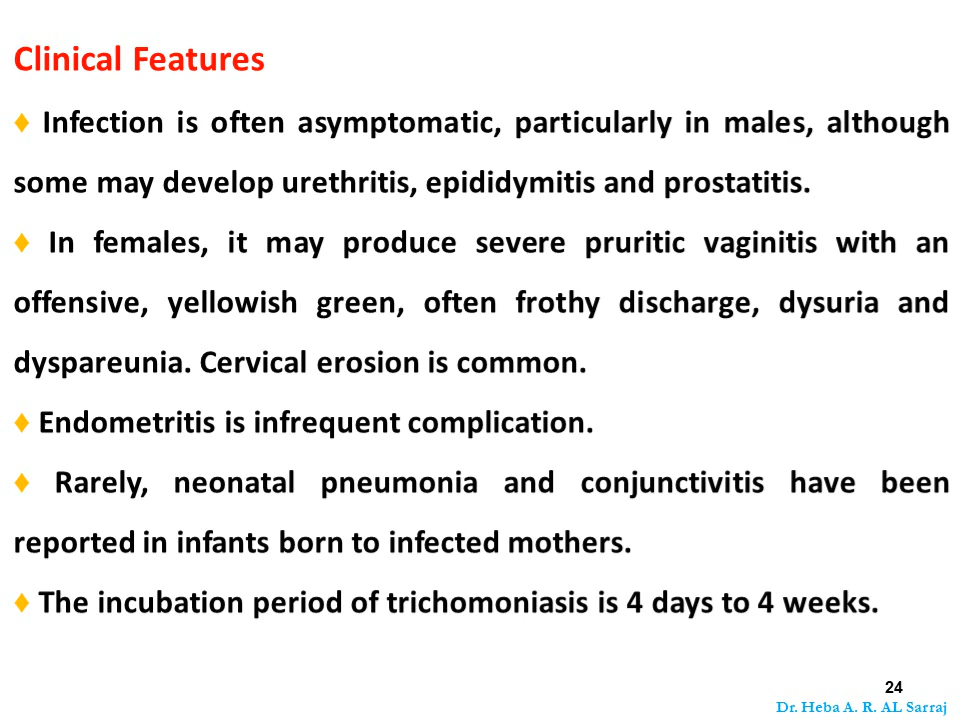 Clinical Features
♦ Infection is often asymptomatic, particularly in males, although
some may develop urethritis, epididymitis and prostatitis.
♦ In females, it may produce severe pruritic vaginitis with an
offensive, yellowish green, often frothy discharge, dysuria and
dyspareunia. Cervical erosion is common.
♦ Endometritis is infrequent complication.
♦ Rarely, neonatal pneumonia and conjunctivitis have been
reported in infants born to infected mothers.
♦ The incubation period of trichomoniasis is 4 days to 4 weeks.
24
Dr. Heba A. R. AL Sarraj